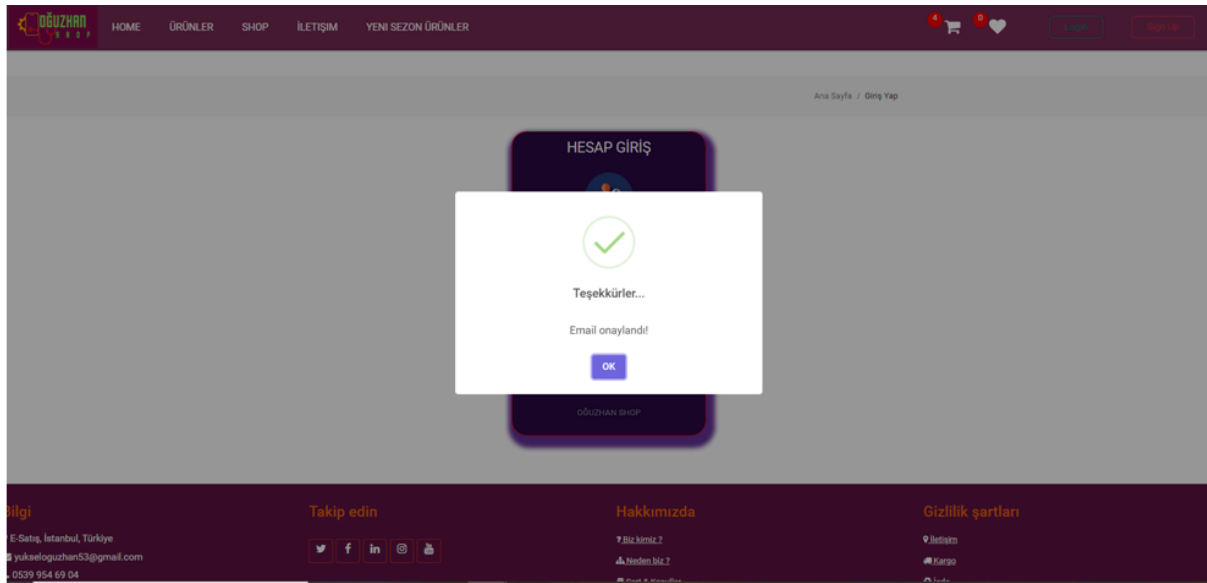 OĞUZHAN
SHOP
HOME
ÜRÜNLER
SHOP
İLETIŞIM
YENI SEZON ÜRÜNLER
4
0
Login
Sign Up
Ana Sayfa / Giriş Yap
HESAP GİRİŞ
Teşekkürler...
Email onaylandı!
OK
OĞUZHAN SHOP
Bilgi
E-Satış, İstanbul, Türkiye
yukseloguzhan53@gmail.com
0539 954 69 04
Takip edin
Hakkımızda
Biz kimiz ?
Neden biz ?
Gizlilik şartları
İletişim
Kargo